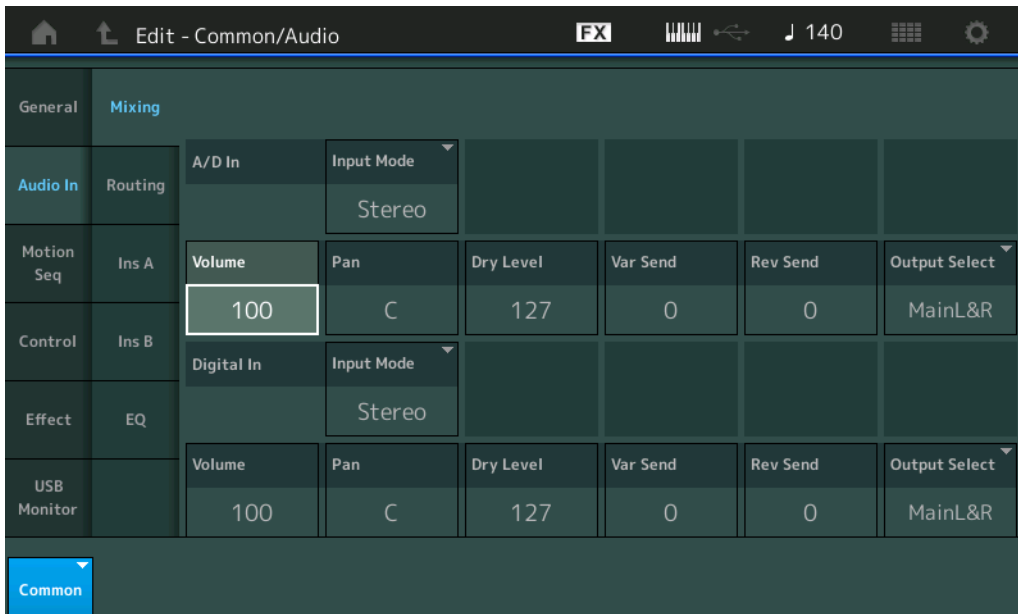 Edit - Common/Audio FX ♩ 140
General Mixing
Audio In Routing A/D In Input Mode
Stereo
Motion Seq Ins A Volume Pan Dry Level Var Send Rev Send Output Select
100 C 127 0 0 MainL&R
Control Ins B Digital In Input Mode
Stereo
Effect EQ
USB Monitor Volume Pan Dry Level Var Send Rev Send Output Select
100 C 127 0 0 MainL&R
Common